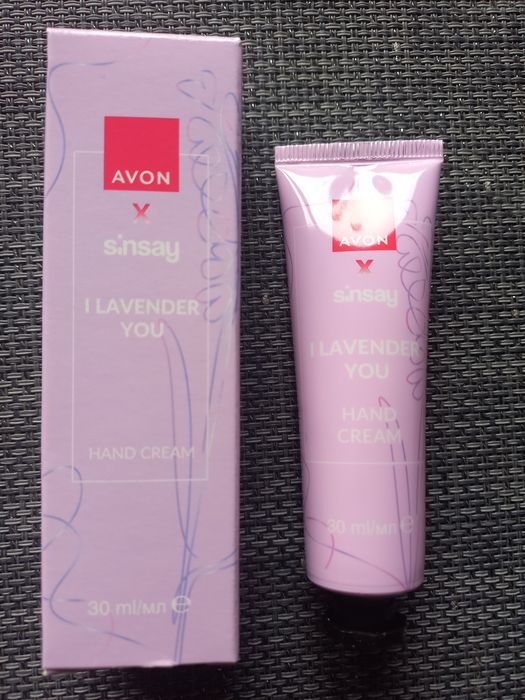 AVON
X
sinsay
I LAVENDER
YOU
HAND CREAM
30 ml/мл ℮
AVON
X
sinsay
I LAVENDER
YOU
HAND
CREAM
30 ml/мл ℮